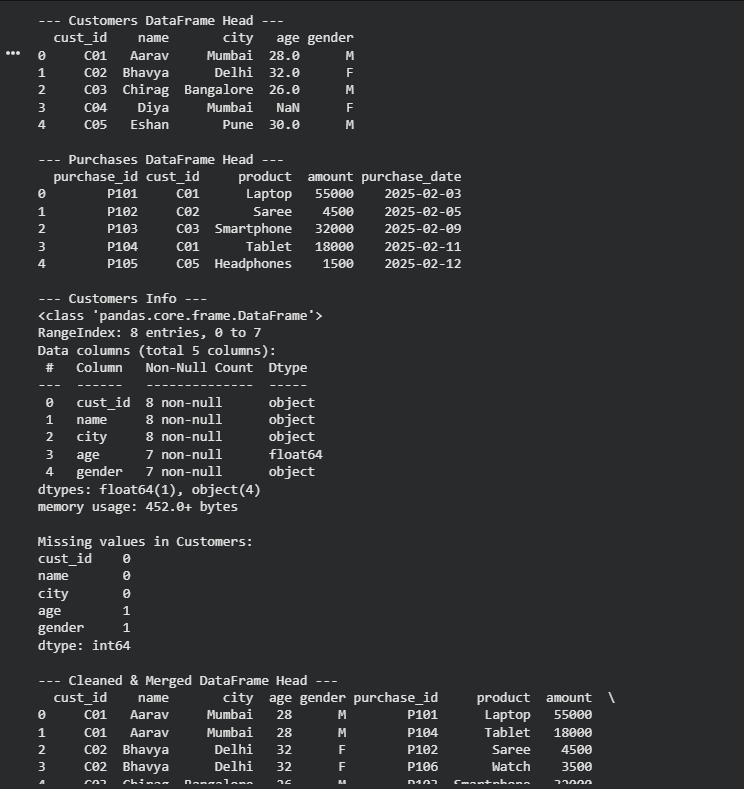 --- Customers DataFrame Head ---
  cust_id    name       city   age gender
0     C01   Aarav     Mumbai  28.0      M
1     C02  Bhavya      Delhi  32.0      F
2     C03  Chirag  Bangalore  26.0      M
3     C04    Diya     Mumbai   NaN      F
4     C05   Eshan       Pune  30.0      M
--- Purchases DataFrame Head ---
  purchase_id cust_id     product  amount purchase_date
0        P101     C01      Laptop   55000    2025-02-03
1        P102     C02       Saree    4500    2025-02-05
2        P103     C03  Smartphone   32000    2025-02-09
3        P104     C01      Tablet   18000    2025-02-11
4        P105     C05  Headphones    1500    2025-02-12
--- Customers Info ---
<class 'pandas.core.frame.DataFrame'>
RangeIndex: 8 entries, 0 to 7
Data columns (total 5 columns):
 #   Column   Non-Null Count  Dtype
---  ------   --------------  -----
 0   cust_id  8 non-null      object
 1   name     8 non-null      object
 2   city     8 non-null      object
 3   age      7 non-null      float64
 4   gender   7 non-null      object
dtypes: float64(1), object(4)
memory usage: 452.0+ bytes
Missing values in Customers:
cust_id    0
name       0
city       0
age        1
gender     1
dtype: int64
--- Cleaned & Merged DataFrame Head ---
  cust_id    name       city  age gender purchase_id     product  amount  \
0     C01   Aarav     Mumbai   28      M        P101      Laptop   55000
1     C01   Aarav     Mumbai   28      M        P104      Tablet   18000
2     C02  Bhavya      Delhi   32      F        P102       Saree    4500
3     C02  Bhavya      Delhi   32      F        P106       Watch    3500
4     C03  Chirag  Bangalore   26      M        P103  Smartphone   32000